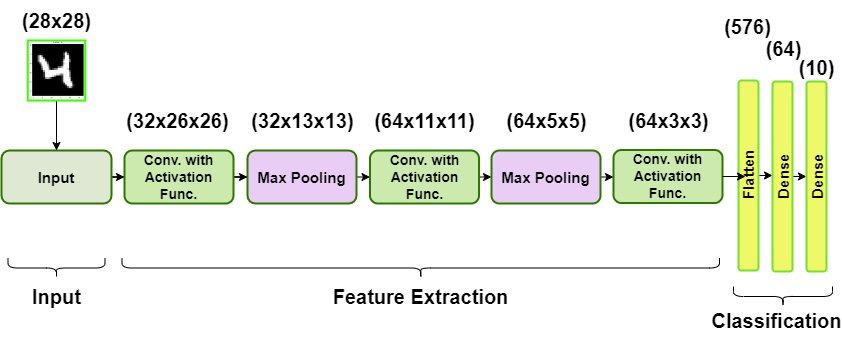 (28x28)
(576)
(64)
(10)
4
(32x26x26)
(32x13x13)
(64x11x11)
(64x5x5)
(64x3x3)
Input
Conv. with
Activation
Func.
Max Pooling
Conv. with
Activation
Func.
Max Pooling
Conv. with
Activation
Func.
Flatten
Dense
Dense
Input
Feature Extraction
Classification